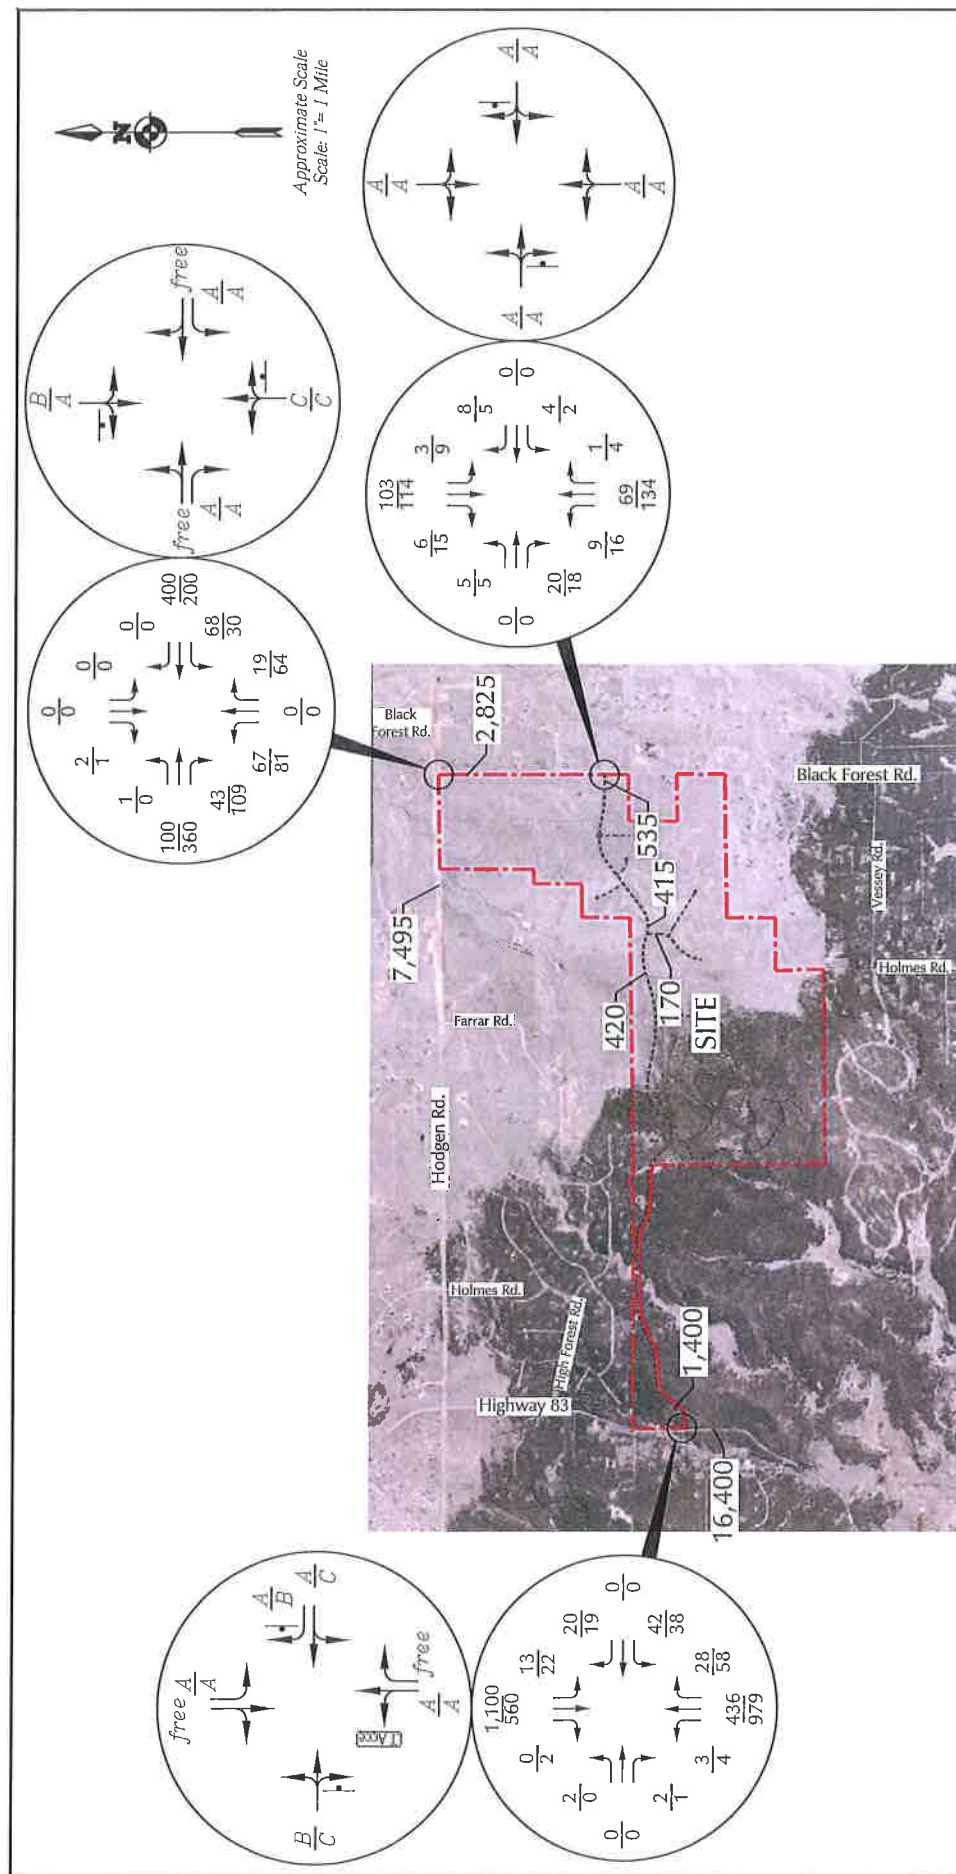 Approximate Scale
Scale: 1"= 1 Mile
N
B
A
free
A
A
C
C
free
A
A
A
A
A
A
A
A
A
A
0
0
0
0
2
1
0
0
400
200
1
0
68
30
100
360
43
109
19
64
67
81
0
0
103
114
3
9
6
15
8
5
0
0
5
5
4
2
0
0
20
18
1
4
9
16
69
134
Black
Forest Rd.
2,825
7,495
Farrar Rd.
Hodgen Rd.
535
415
420
170
SITE
Black Forest Rd.
Vessey Rd.
Holmes Rd.
Holmes Rd.
High Forest Rd.
Highway 83
1,400
16,400
free
A
A
A
B
A
C
free
A
A
CT Acce
B
C
1,100
560
13
22
0
2
20
19
0
0
2
0
42
38
0
0
2
1
28
58
3
4
436
979